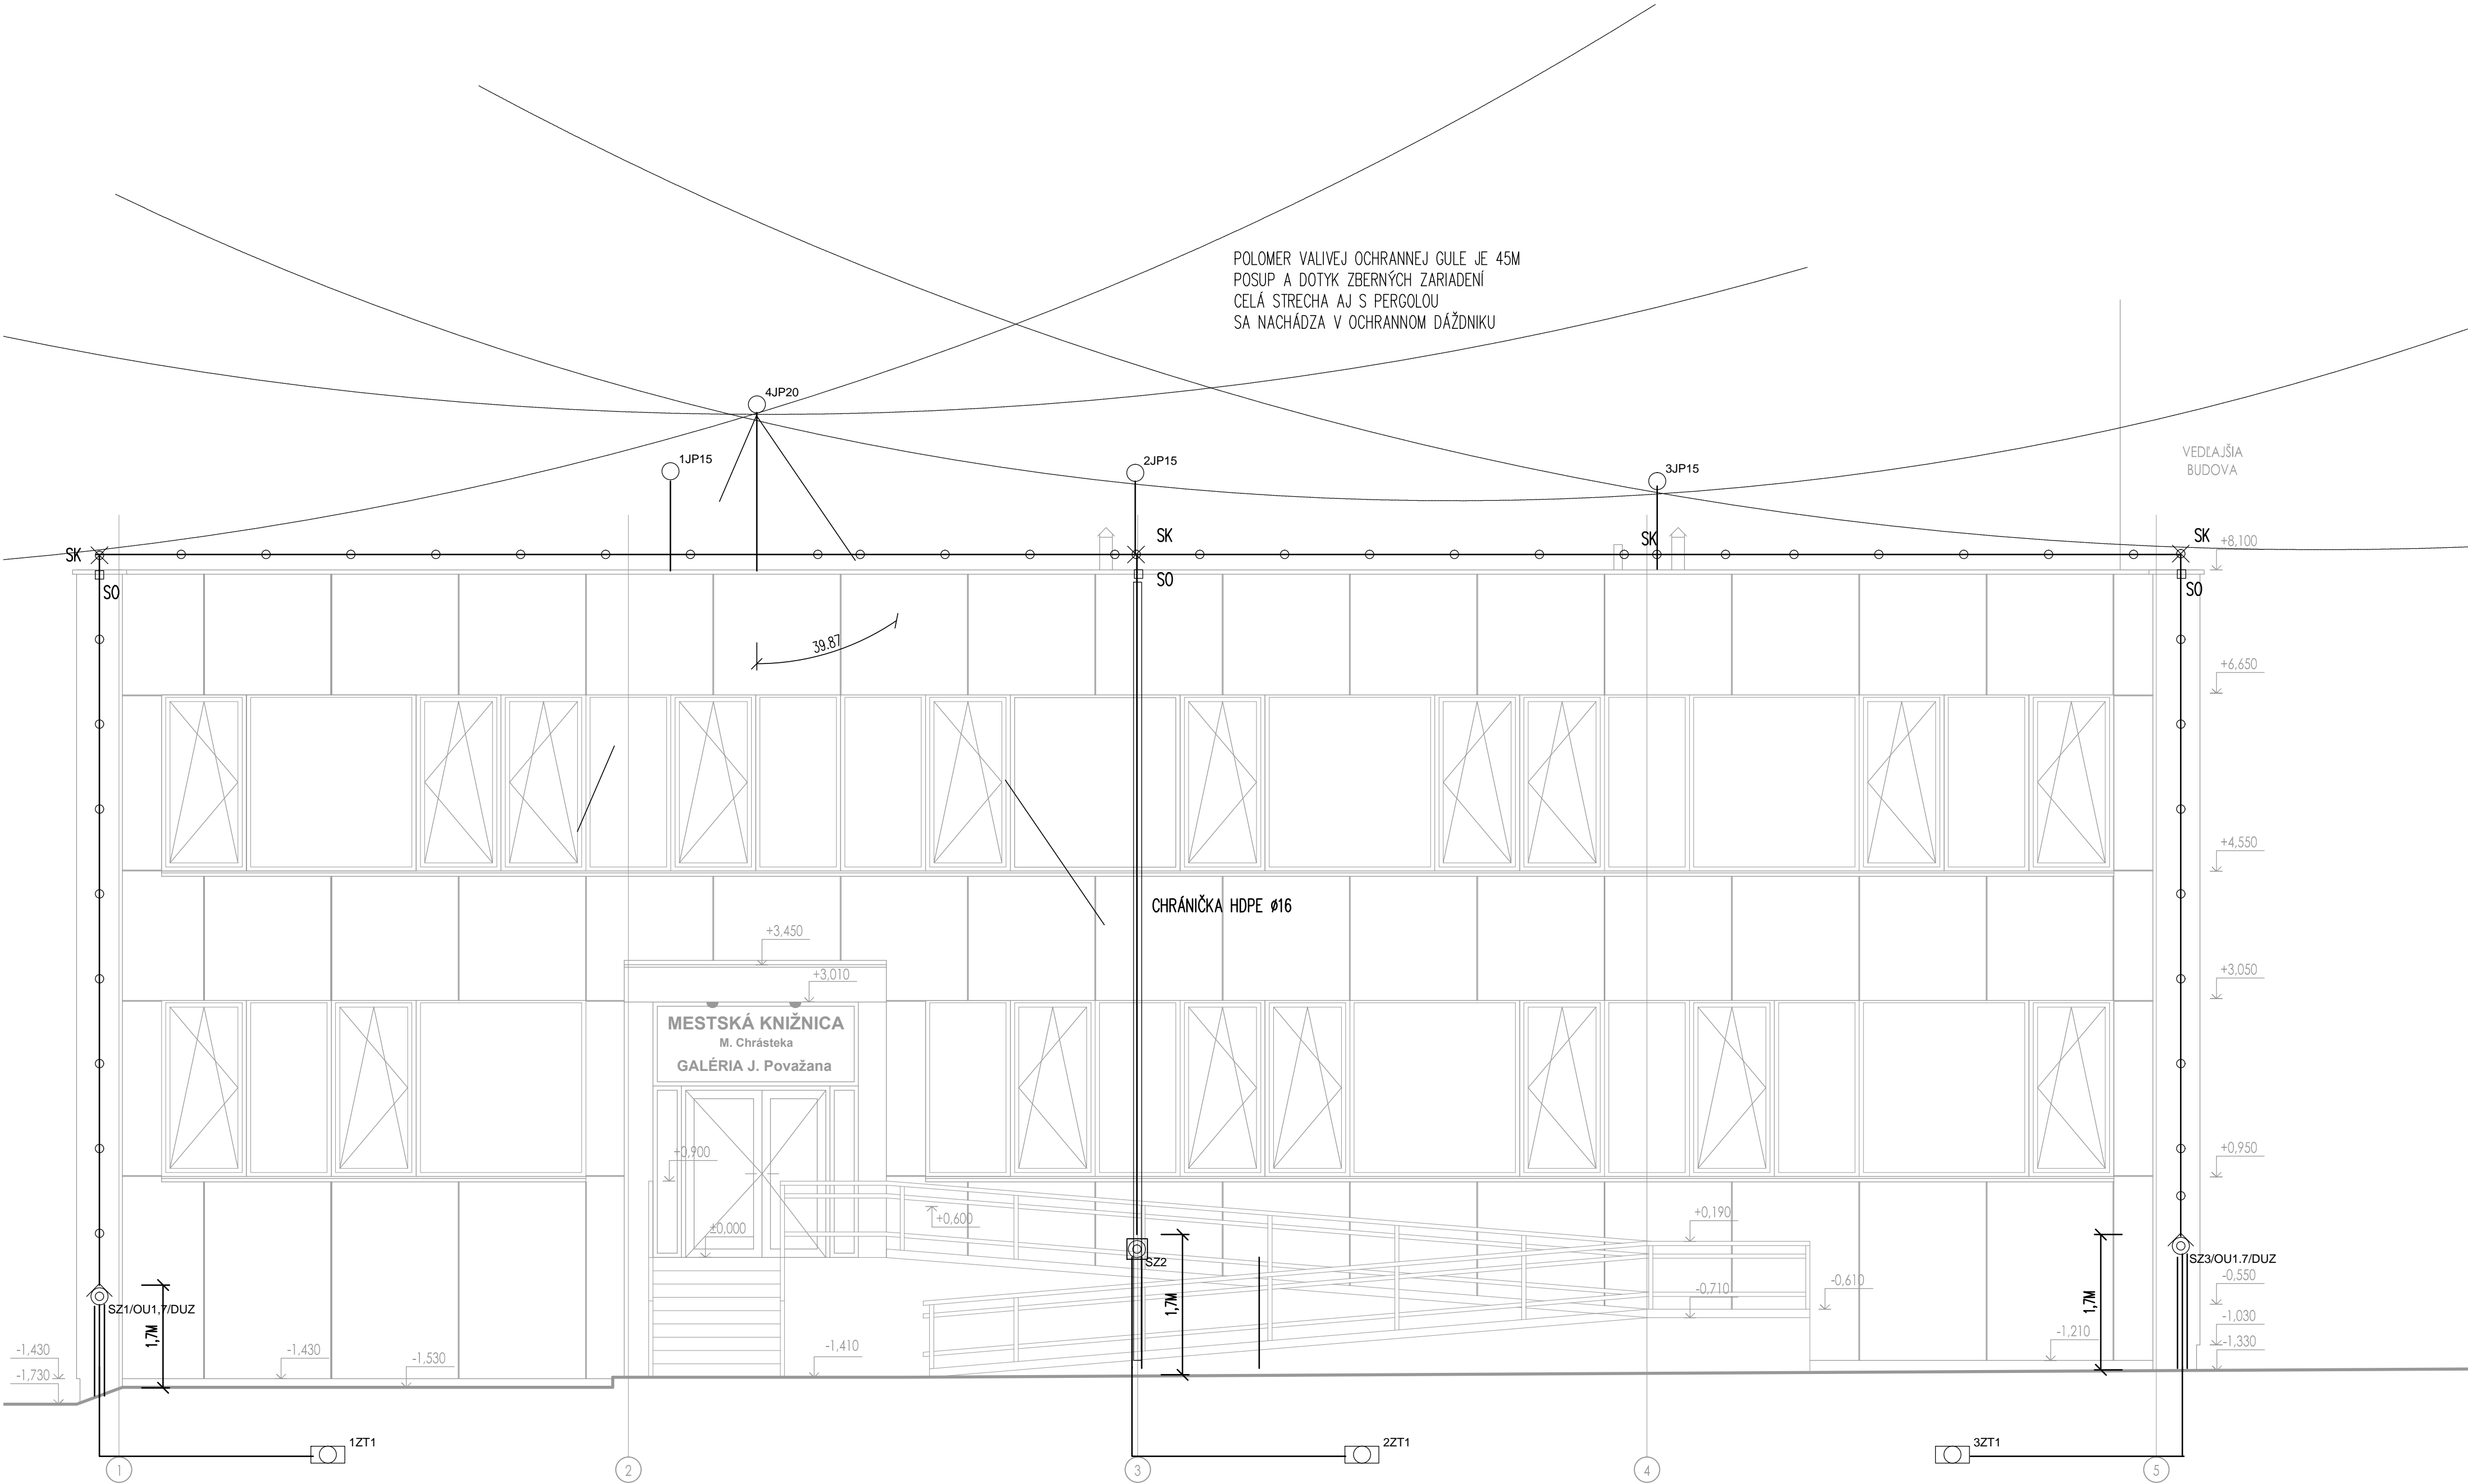 POLOMER VALIVEJ OCHRANNEJ GULE JE 45M
POSUP A DOTYK ZBERNÝCH ZARIADENÍ
CELÁ STRECHA AJ S PERGOLOU
SA NACHÁDZA V OCHRANNOM DÁŽDNIKU
4JP20
1JP15
2JP15
3JP15
VEDĽAJŠIA
BUDOVA
SK
SK
SK
SK
+8,100
SO
SO
SO
39.87
+6,650
+4,550
CHRÁNIČKA HDPE ø16
+3,450
+3,010
+3,050
MESTSKÁ KNIŽNICA
M. Chrásteka
GALÉRIA J. Považana
+0,900
+0,950
±0,000
+0,600
+0,190
SZ2
SZ3/OU1.7/DUZ
-0,550
-0,610
-0,710
SZ1/OU1,7/DUZ
1,7M
1,7M
1,7M
-1,030
-1,210
-1,330
-1,430
-1,430
-1,410
-1,530
-1,730
1ZT1
2ZT1
3ZT1
1
2
3
4
5